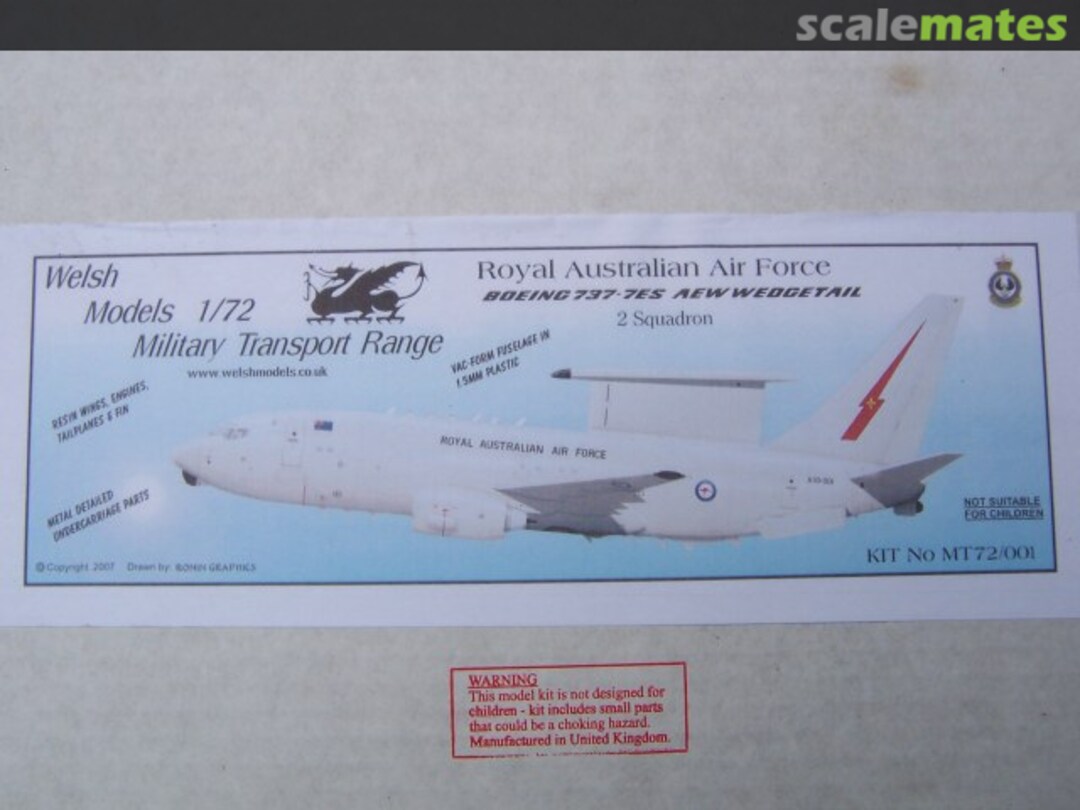 scalemates
Welsh
Models 1/72
Military Transport Range
www.welshmodels.co.uk
Royal Australian Air Force
BOEING 737-7ES AEW WEDGETAIL
2 Squadron
VAC-FORM FUSELAGE IN
1.5MM PLASTIC
RESIN WINGS, ENGINES,
TAILPLANES & FIN
METAL DETAILED
UNDERCARRIAGE PARTS
ROYAL AUSTRALIAN AIR FORCE
NOT SUITABLE
FOR CHILDREN
KIT No MT72/001
© Copyright 2007 Drawn by: RONIN GRAPHICS
WARNING
This model kit is not designed for
children - kit includes small parts
that could be a choking hazard.
Manufactured in United Kingdom.